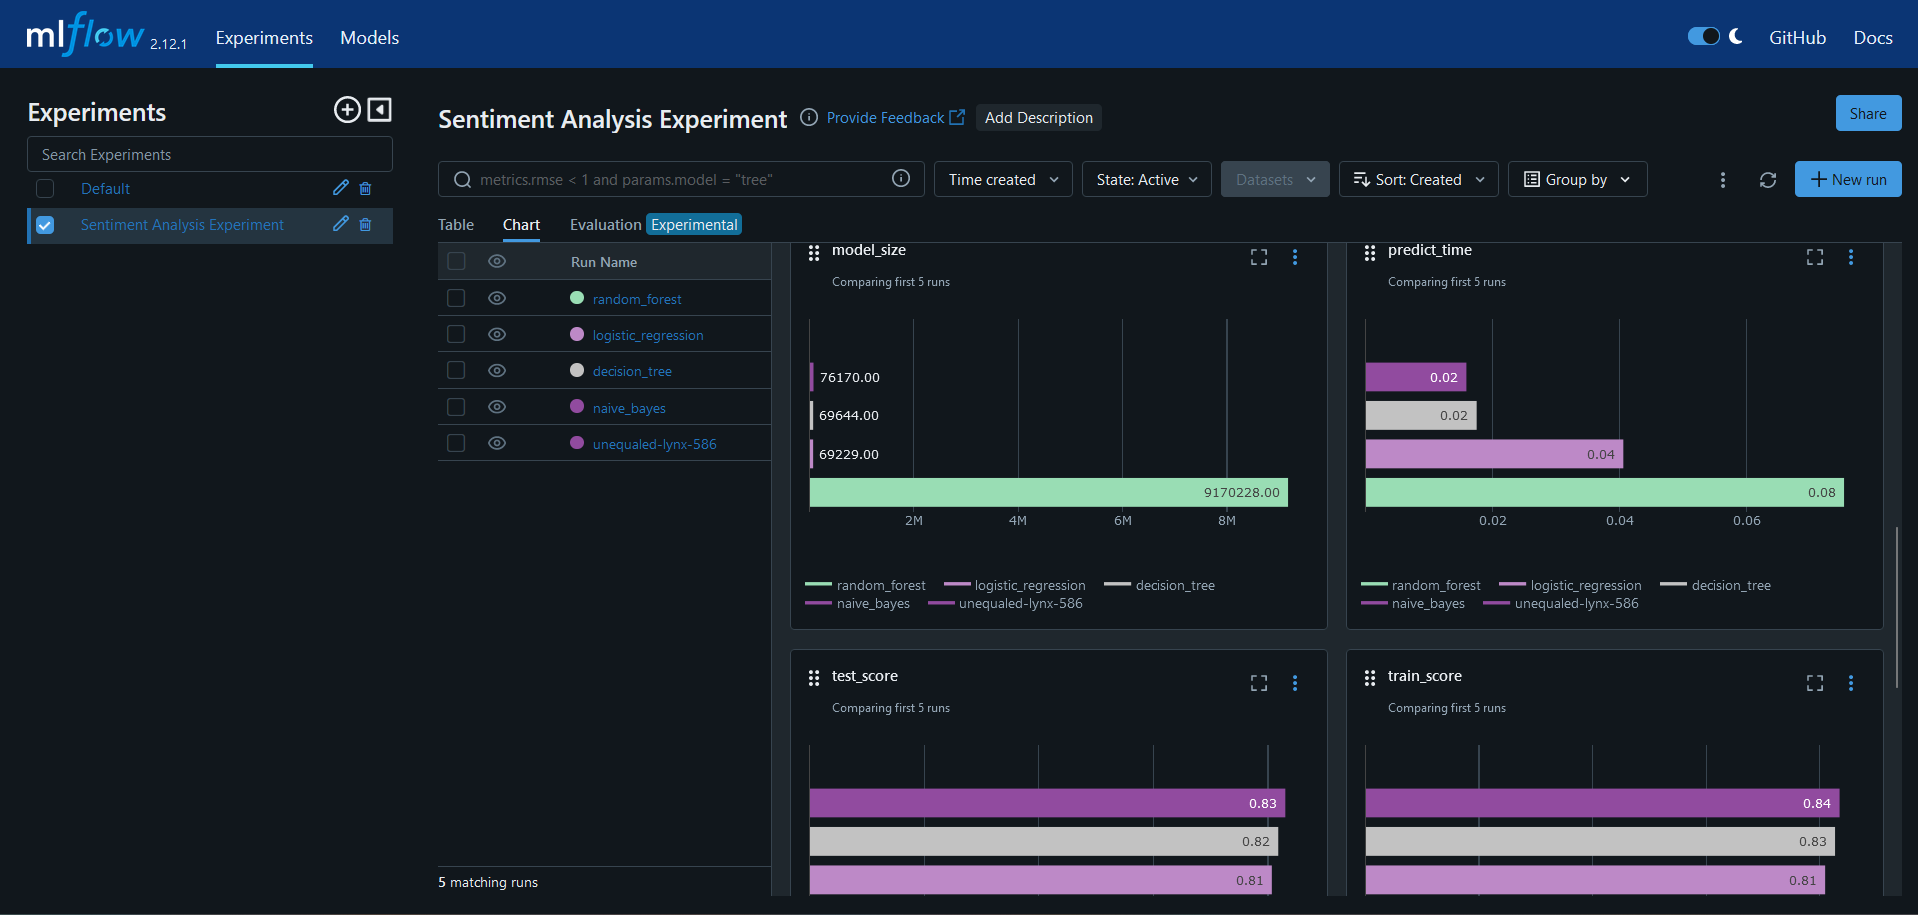 mlflow 2.12.1 Experiments Models GitHub Docs
Experiments
Search Experiments
Default
Sentiment Analysis Experiment
Sentiment Analysis Experiment Provide Feedback Add Description Share
metrics.rmse < 1 and params.model = "tree" Time created State: Active Datasets Sort: Created Group by New run
Table Chart Evaluation Experimental
Run Name
random_forest
logistic_regression
decision_tree
naive_bayes
unequaled-lynx-586
5 matching runs
model_size
Comparing first 5 runs
76170.00
69644.00
69229.00
9170228.00
2M 4M 6M 8M
random_forest logistic_regression decision_tree
naive_bayes unequaled-lynx-586
predict_time
Comparing first 5 runs
0.02
0.02
0.04
0.08
0.02 0.04 0.06
random_forest logistic_regression decision_tree
naive_bayes unequaled-lynx-586
test_score
Comparing first 5 runs
0.83
0.82
0.81
train_score
Comparing first 5 runs
0.84
0.83
0.81